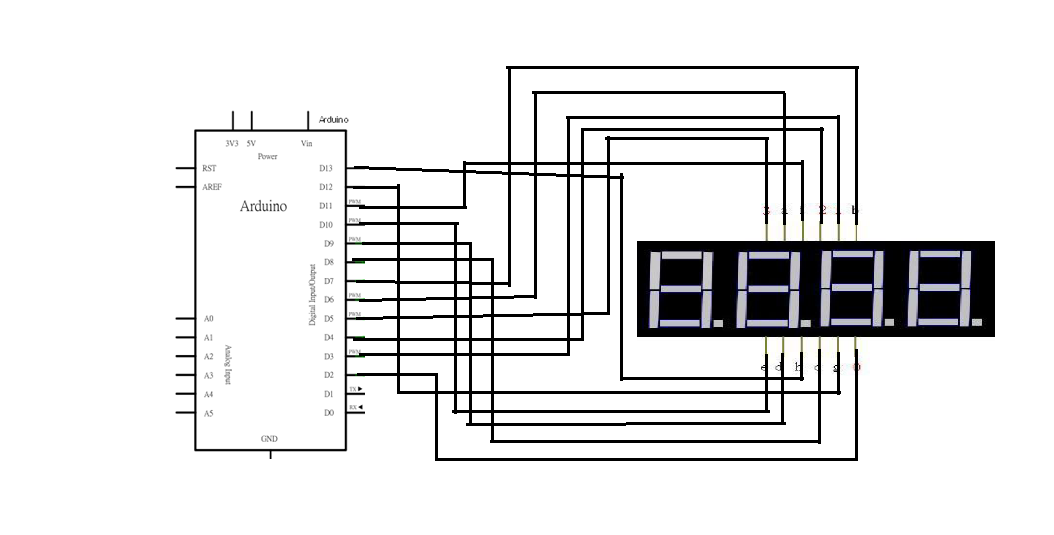 Arduino
3V3 5V Vin
Power
RST
AREF
Arduino
D13
D12
D11 PWM
D10 PWM
D9 PWM
D8
D7
D6 PWM
D5 PWM
D4
D3 PWM
D2
D1 TX
D0 RX
Digital Input/Output
A0
A1
A2
A3
A4
A5
Analog Input
GND
3 a f 2 1 b
e d h c g 0